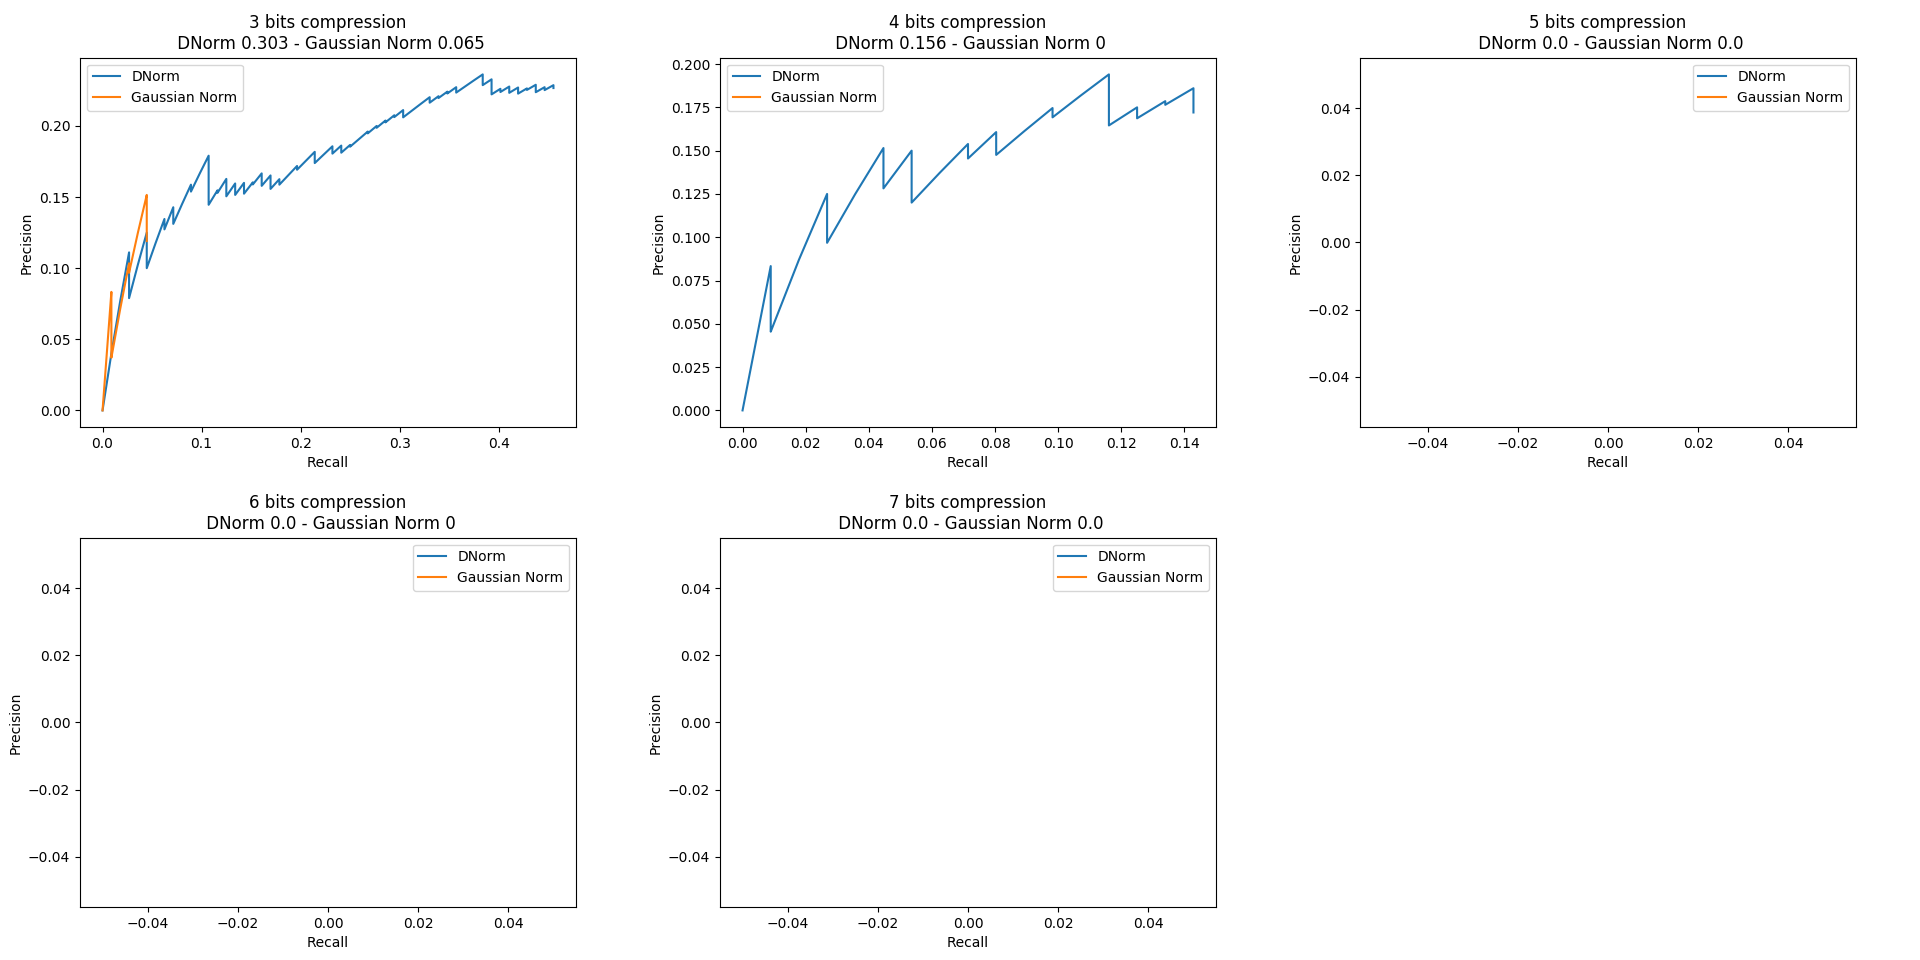 3 bits compression
DNorm 0.303 - Gaussian Norm 0.065
DNorm
Gaussian Norm
Precision
0.20
0.15
0.10
0.05
0.00
0.0 0.1 0.2 0.3 0.4
Recall
4 bits compression
DNorm 0.156 - Gaussian Norm 0
DNorm
Gaussian Norm
Precision
0.200
0.175
0.150
0.125
0.100
0.075
0.050
0.025
0.000
0.00 0.02 0.04 0.06 0.08 0.10 0.12 0.14
Recall
5 bits compression
DNorm 0.0 - Gaussian Norm 0.0
DNorm
Gaussian Norm
Precision
0.04
0.02
0.00
−0.02
−0.04
−0.04 −0.02 0.00 0.02 0.04
Recall
6 bits compression
DNorm 0.0 - Gaussian Norm 0
DNorm
Gaussian Norm
Precision
0.04
0.02
0.00
−0.02
−0.04
−0.04 −0.02 0.00 0.02 0.04
Recall
7 bits compression
DNorm 0.0 - Gaussian Norm 0.0
DNorm
Gaussian Norm
Precision
0.04
0.02
0.00
−0.02
−0.04
−0.04 −0.02 0.00 0.02 0.04
Recall